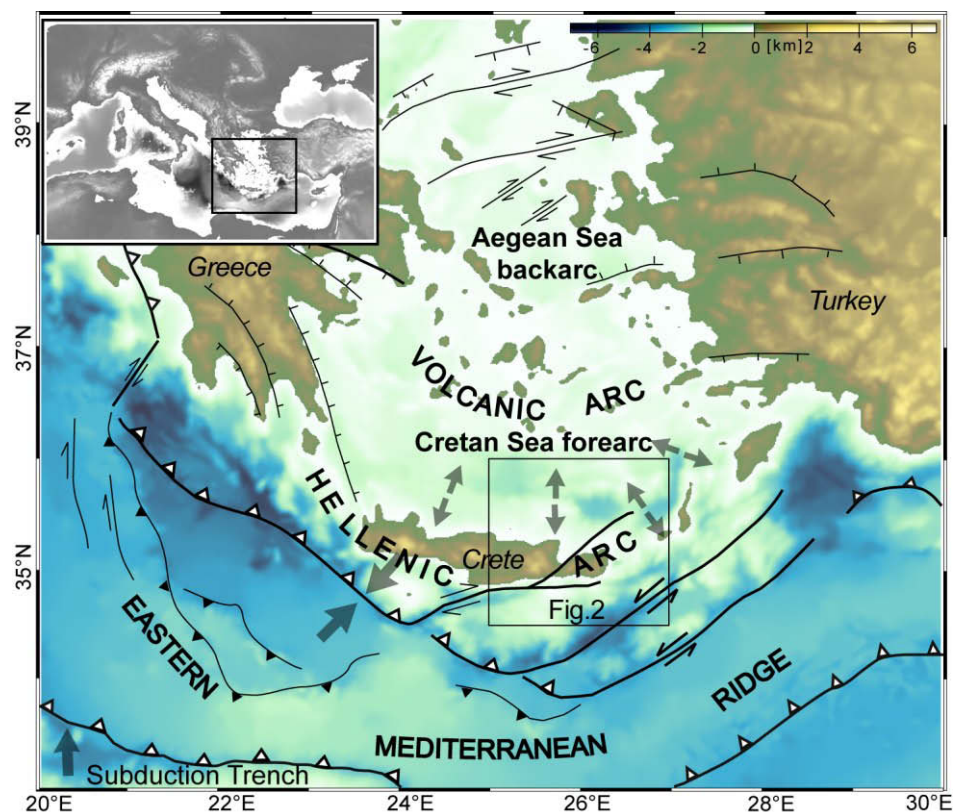 -6 -4 -2 0 [km] 2 4 6
39°N
Aegean Sea
backarc
Greece
Turkey
37°N
VOLCANIC ARC
Cretan Sea forearc
HELLENIC ARC
Crete
35°N
Fig.2
EASTERN
MEDITERRANEAN
RIDGE
Subduction Trench
20°E 22°E 24°E 26°E 28°E 30°E